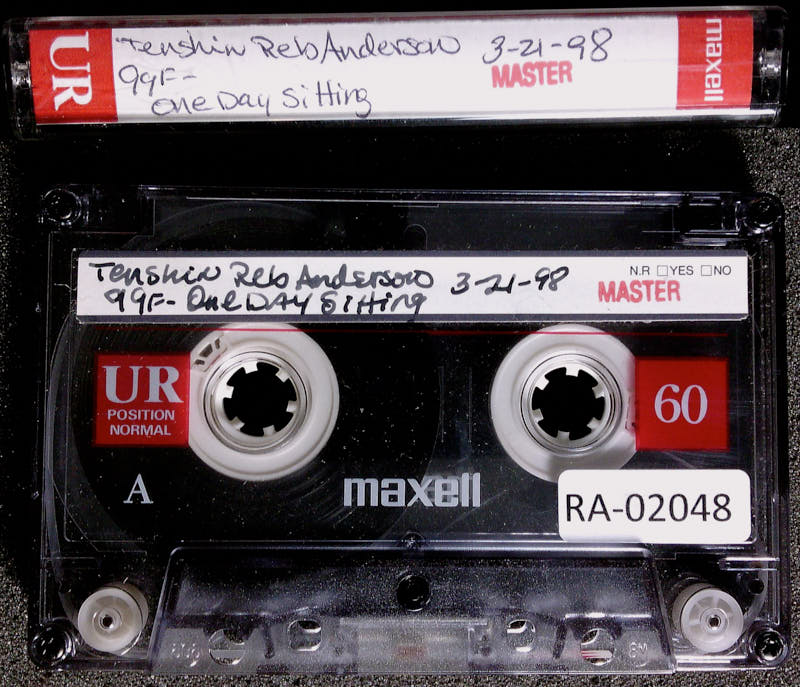 UR
Tenshin Reb Anderson 3-21-98
MASTER
99F-
One Day Sitting
maxell
Tenshin Reb Anderson 3-21-98
N.R □YES □NO
99F- One Day Sitting
MASTER
UR
POSITION
NORMAL
60
A
maxell
RA-02048